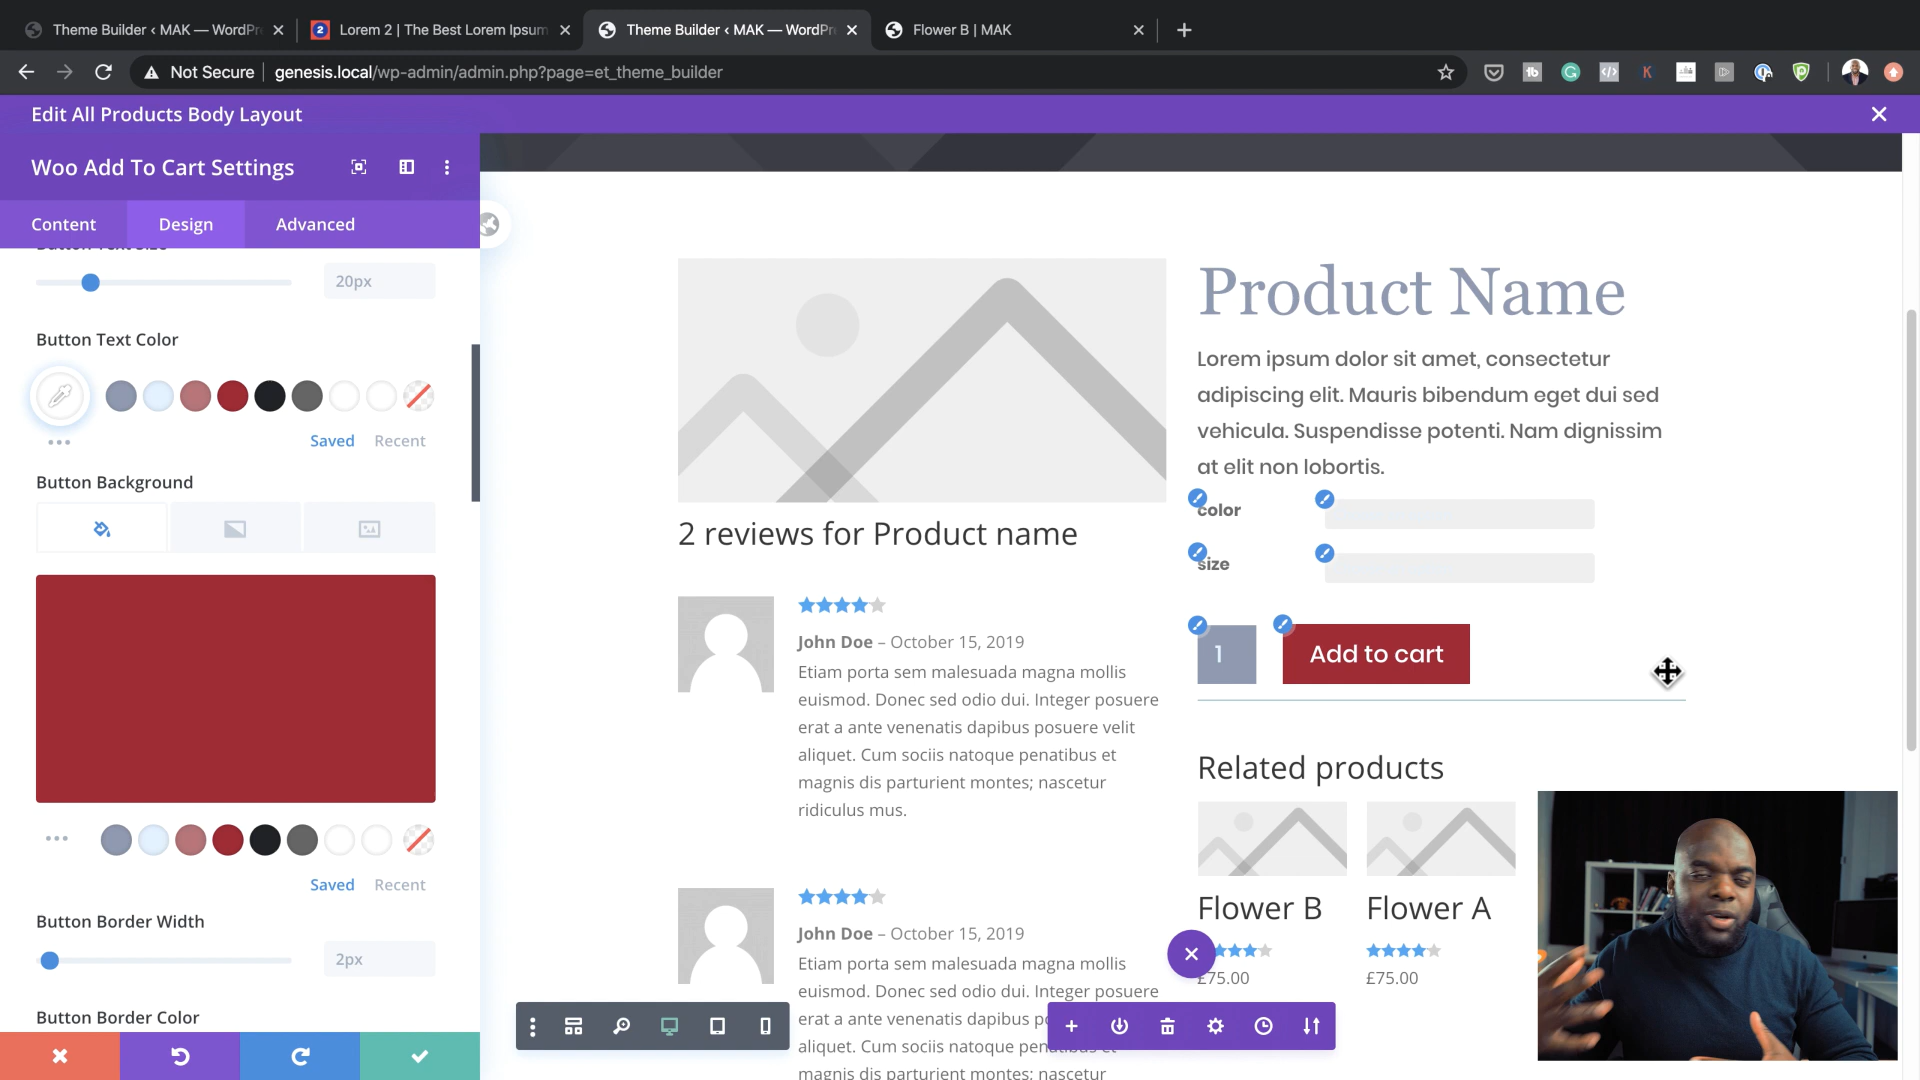 Theme Builder ‹ MAK — WordPr
Lorem 2 | The Best Lorem Ipsum
Theme Builder ‹ MAK — WordPr
Flower B | MAK
Not Secure
genesis.local/wp-admin/admin.php?page=et_theme_builder
Edit All Products Body Layout
Woo Add To Cart Settings
Content
Design
Advanced
Button Text Size
20px
Button Text Color
Saved
Recent
Button Background
Saved
Recent
Button Border Width
2px
Button Border Color
2 reviews for Product name
John Doe – October 15, 2019
Etiam porta sem malesuada magna mollis
euismod. Donec sed odio dui. Integer posuere
erat a ante venenatis dapibus posuere velit
aliquet. Cum sociis natoque penatibus et
magnis dis parturient montes; nascetur
ridiculus mus.
John Doe – October 15, 2019
Etiam porta sem malesuada magna mollis
euismod. Donec sed odio dui. Integer posuere
erat a ante venenatis dapibus
aliquet. Cum sociis natoque penatibus et
magnis dis parturient montes; nascetur
Product Name
Lorem ipsum dolor sit amet, consectetur
adipiscing elit. Mauris bibendum eget dui sed
vehicula. Suspendisse potenti. Nam dignissim
at elit non lobortis.
color
size
1
Add to cart
Related products
Flower B
£75.00
Flower A
£75.00